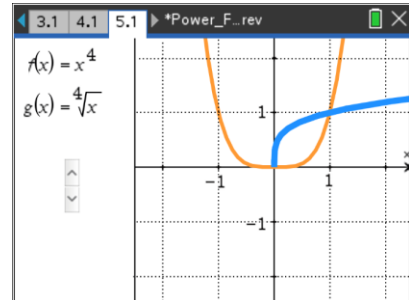 3.1 4.1 5.1 *Power_F...rev
f(x) = x⁴
g(x) = ⁴√x
1
x
-1 1
-1